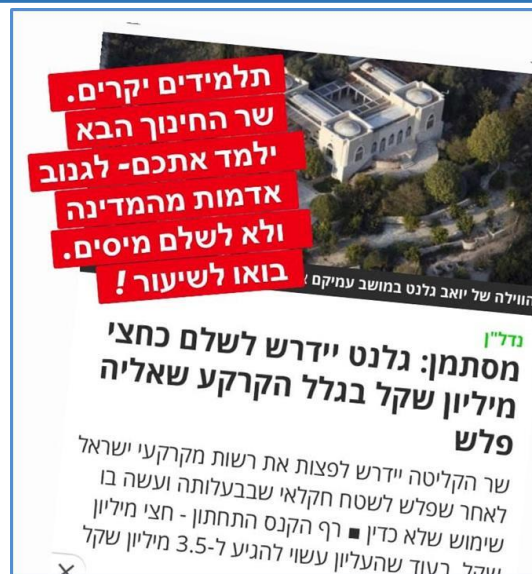 תלמידים יקרים.
שר החינוך הבא
ילמד אתכם- לגנוב
אדמות מהמדינה
ולא לשלם מיסים.
בואו לשיעור!
הווילה של יואב גלנט במושב עמיקם
נדל"ן
מסתמן: גלנט יידרש לשלם כחצי
מיליון שקל בגלל הקרקע שאליה
פלש
שר הקליטה יידרש לפצות את רשות מקרקעי ישראל
לאחר שפלש לשטח חקלאי שבבעלותה ועשה בו
שימוש שלא כדין ■ רף הקנס התחתון - חצי מיליון
שקל, בעוד שהעליון עשוי להגיע ל-3.5 מיליון שקל